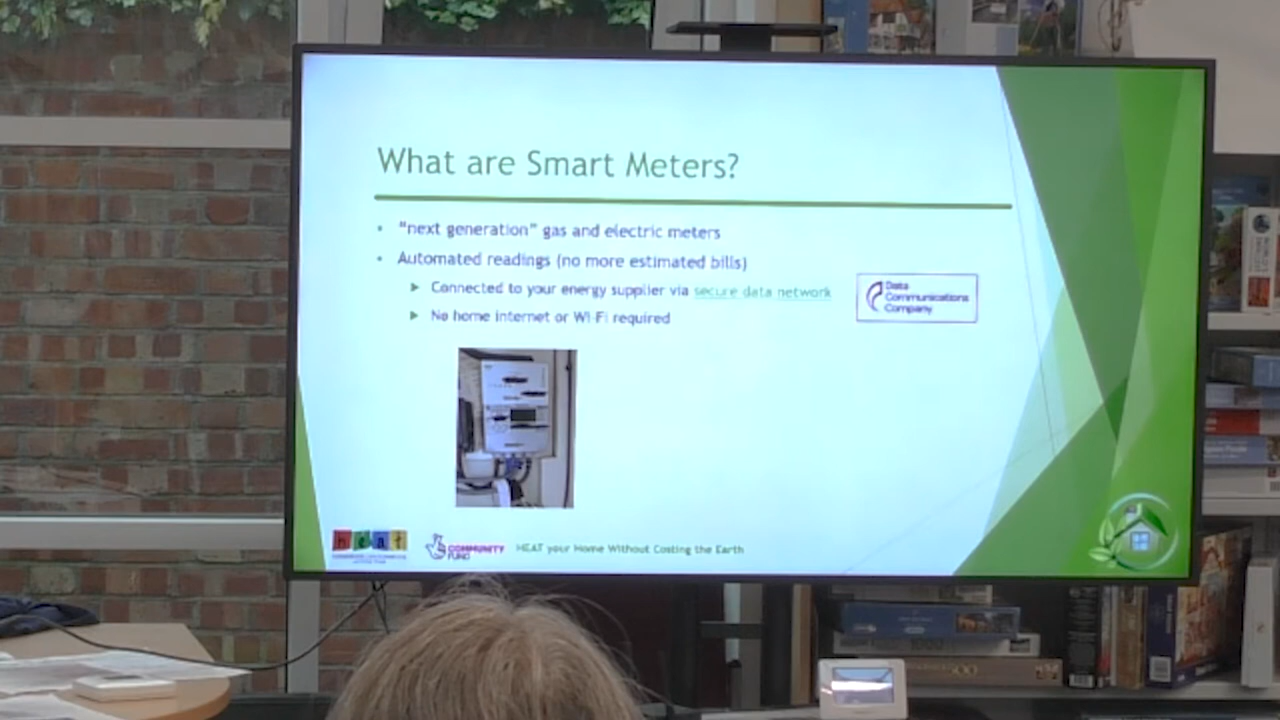 What are Smart Meters?
"next generation" gas and electric meters
Automated readings (no more estimated bills)
Connected to your energy supplier via secure data network
No home internet or Wi-Fi required
Data
Communications
Company
heat
COMMUNITY
FUND
HEAT your Home Without Costing the Earth